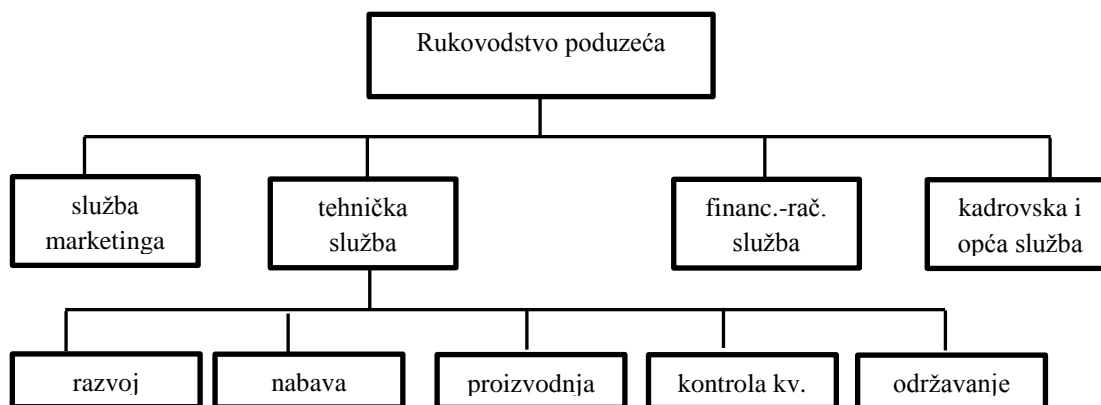 Rukovodstvo poduzeća
služba
marketinga
tehnička
služba
financ.-rač.
služba
kadrovska i
opća služba
razvoj
nabava
proizvodnja
kontrola kv.
održavanje